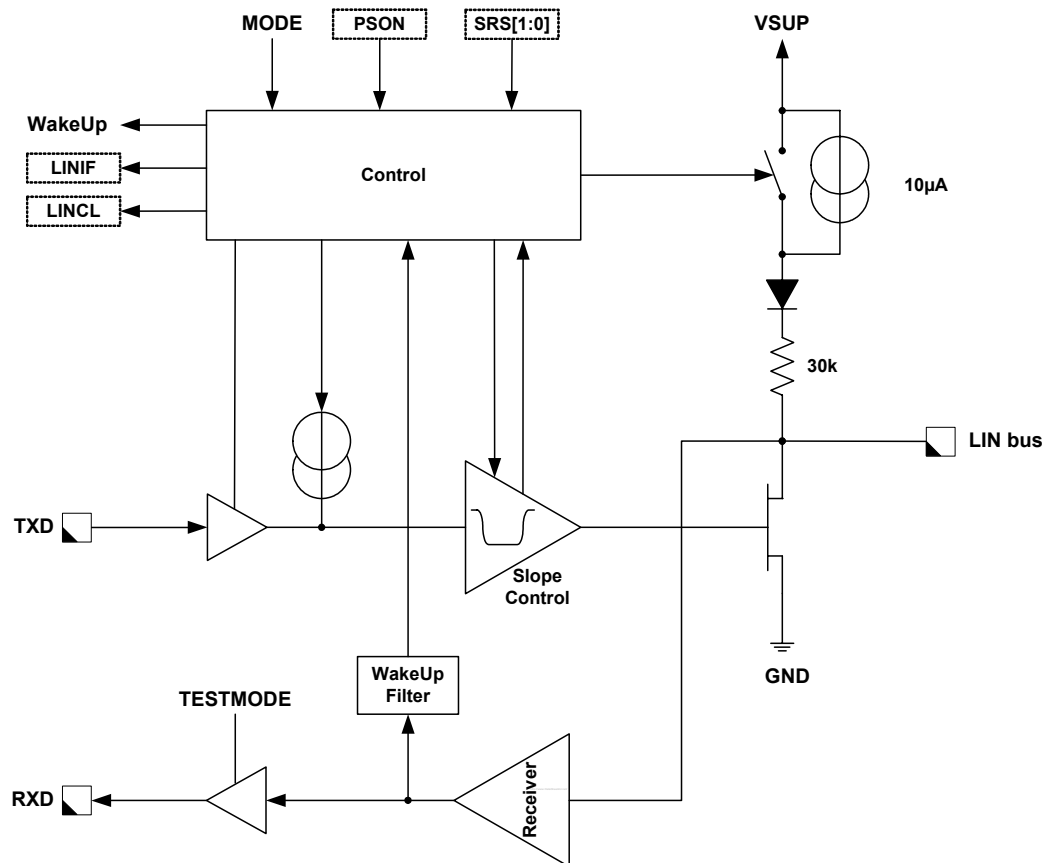 MODE
PSON
SRS[1:0]
VSUP
WakeUp
LINIF
LINCL
Control
10µA
30k
LIN bus
TXD
Slope
Control
GND
WakeUp
Filter
TESTMODE
RXD
Receiver